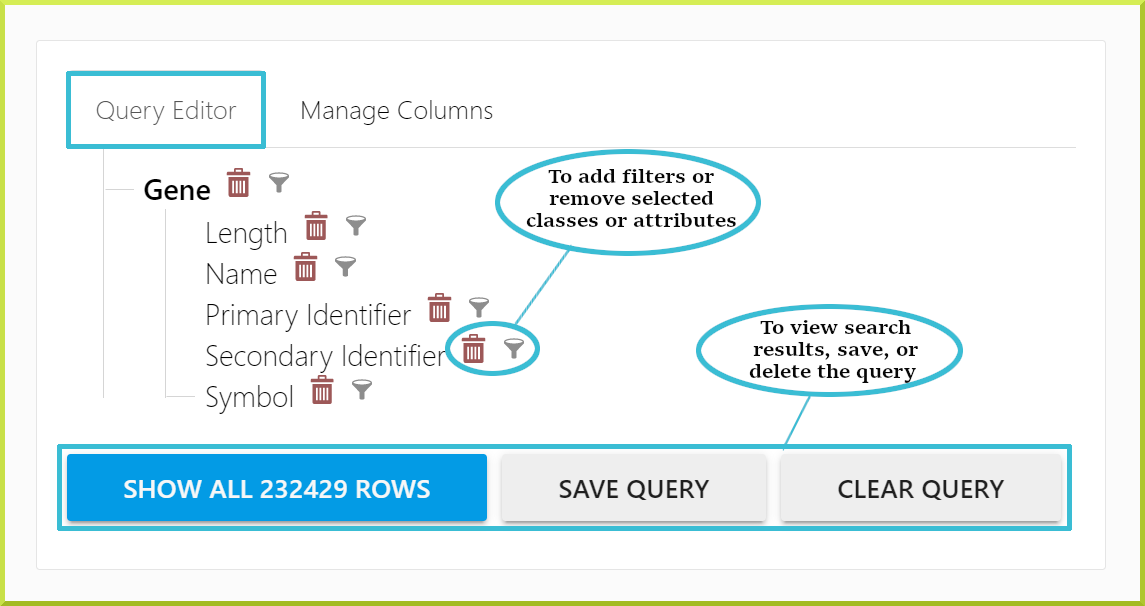 Query Editor
Manage Columns
To add filters or
remove selected
classes or attributes
Gene
Length
Name
Primary Identifier
Secondary Identifier
Symbol
To view search
results, save, or
delete the query
SHOW ALL 232429 ROWS
SAVE QUERY
CLEAR QUERY